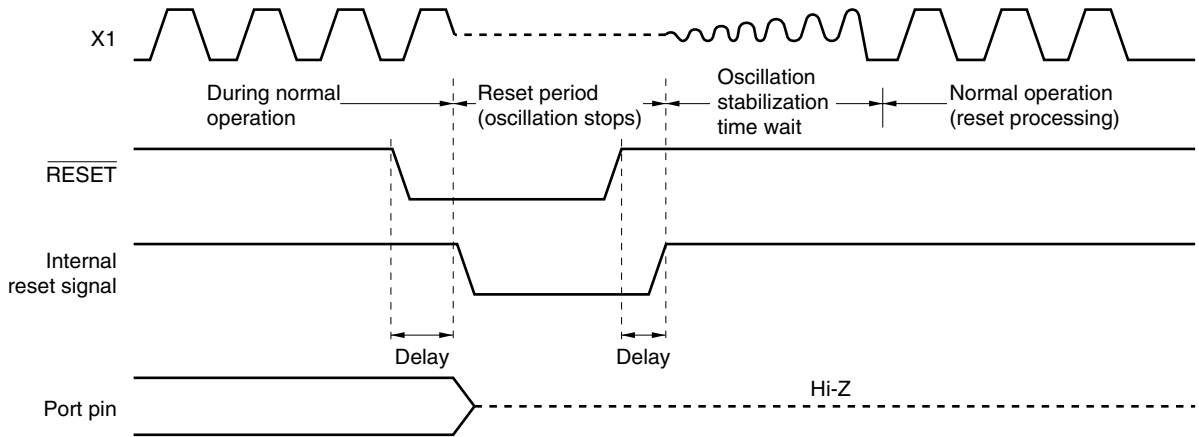 X1
During normal
operation
Reset period
(oscillation stops)
Oscillation
stabilization
time wait
Normal operation
(reset processing)
RESET
Internal
reset signal
Delay
Delay
Port pin
Hi-Z